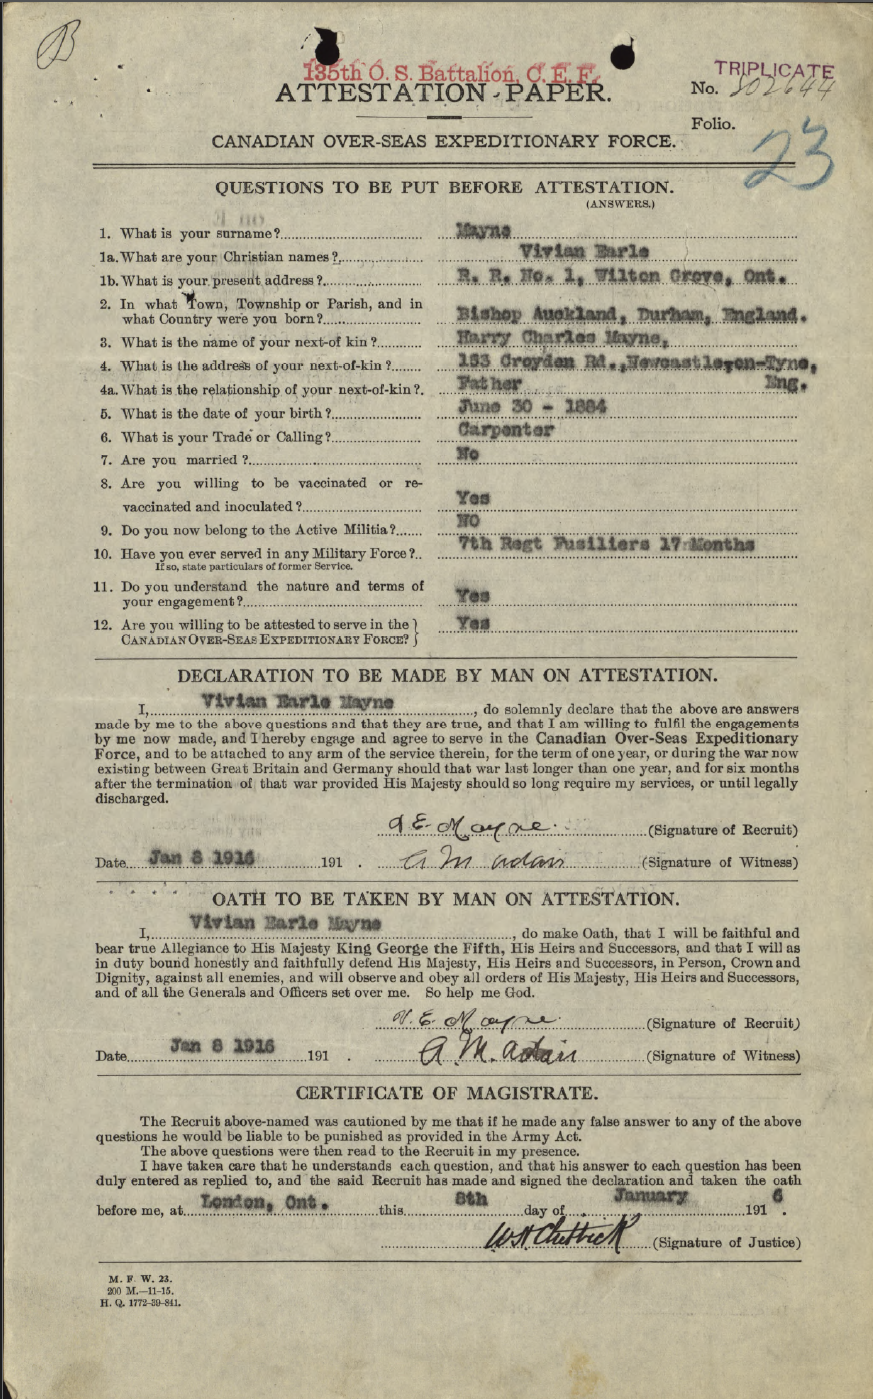 B
135th O. S. Battalion, C. E. F.
TRIPLICATE
ATTESTATION PAPER.
No. 802644
Folio.
23
CANADIAN OVER-SEAS EXPEDITIONARY FORCE.
QUESTIONS TO BE PUT BEFORE ATTESTATION.
(ANSWERS.)
1. What is your surname? Mayne
1a. What are your Christian names? Vivian Earle
1b. What is your present address? R. R. No. 1, Wilton Grove, Ont.
2. In what Town, Township or Parish, and in
what Country were you born? Bishop Auckland, Durham, England.
3. What is the name of your next-of kin? Harry Charles Mayne,
4. What is the address of your next-of-kin? 193 Croydon Rd., Newcastle-on-Tyne,
Eng.
4a. What is the relationship of your next-of-kin? Father
5. What is the date of your birth? June 30 - 1884
6. What is your Trade or Calling? Carpenter
7. Are you married? No
8. Are you willing to be vaccinated or re-
vaccinated and inoculated? Yes
9. Do you now belong to the Active Militia? NO
10. Have you ever served in any Military Force? 7th Regt Fusiliers 17 Months
If so, state particulars of former Service.
11. Do you understand the nature and terms of
your engagement? Yes
12. Are you willing to be attested to serve in the
CANADIAN OVER-SEAS EXPEDITIONARY FORCE? } Yes
DECLARATION TO BE MADE BY MAN ON ATTESTATION.
I, Vivian Earle Mayne, do solemnly declare that the above are answers
made by me to the above questions and that they are true, and that I am willing to fulfil the engagements
by me now made, and I hereby engage and agree to serve in the Canadian Over-Seas Expeditionary
Force, and to be attached to any arm of the service therein, for the term of one year, or during the war now
existing between Great Britain and Germany should that war last longer than one year, and for six months
after the termination of that war provided His Majesty should so long require my services, or until legally
discharged.
V E Mayne (Signature of Recruit)
Date Jan 8 1916 191 . A M Adair (Signature of Witness)
OATH TO BE TAKEN BY MAN ON ATTESTATION.
I, Vivian Earle Mayne, do make Oath, that I will be faithful and
bear true Allegiance to His Majesty King George the Fifth, His Heirs and Successors, and that I will as
in duty bound honestly and faithfully defend His Majesty, His Heirs and Successors, in Person, Crown and
Dignity, against all enemies, and will observe and obey all orders of His Majesty, His Heirs and Successors,
and of all the Generals and Officers set over me. So help me God.
V. E Mayne (Signature of Recruit)
Date Jan 8 1916 191 . A. M. Adair (Signature of Witness)
CERTIFICATE OF MAGISTRATE.
The Recruit above-named was cautioned by me that if he made any false answer to any of the above
questions he would be liable to be punished as provided in the Army Act.
The above questions were then read to the Recruit in my presence.
I have taken care that he understands each question, and that his answer to each question has been
duly entered as replied to, and the said Recruit has made and signed the declaration and taken the oath
before me, at London, Ont. this 8th day of January 1916.
(Signature of Justice)
M. F. W. 23.
200 M.—11-15.
H. Q. 1772-39-841.